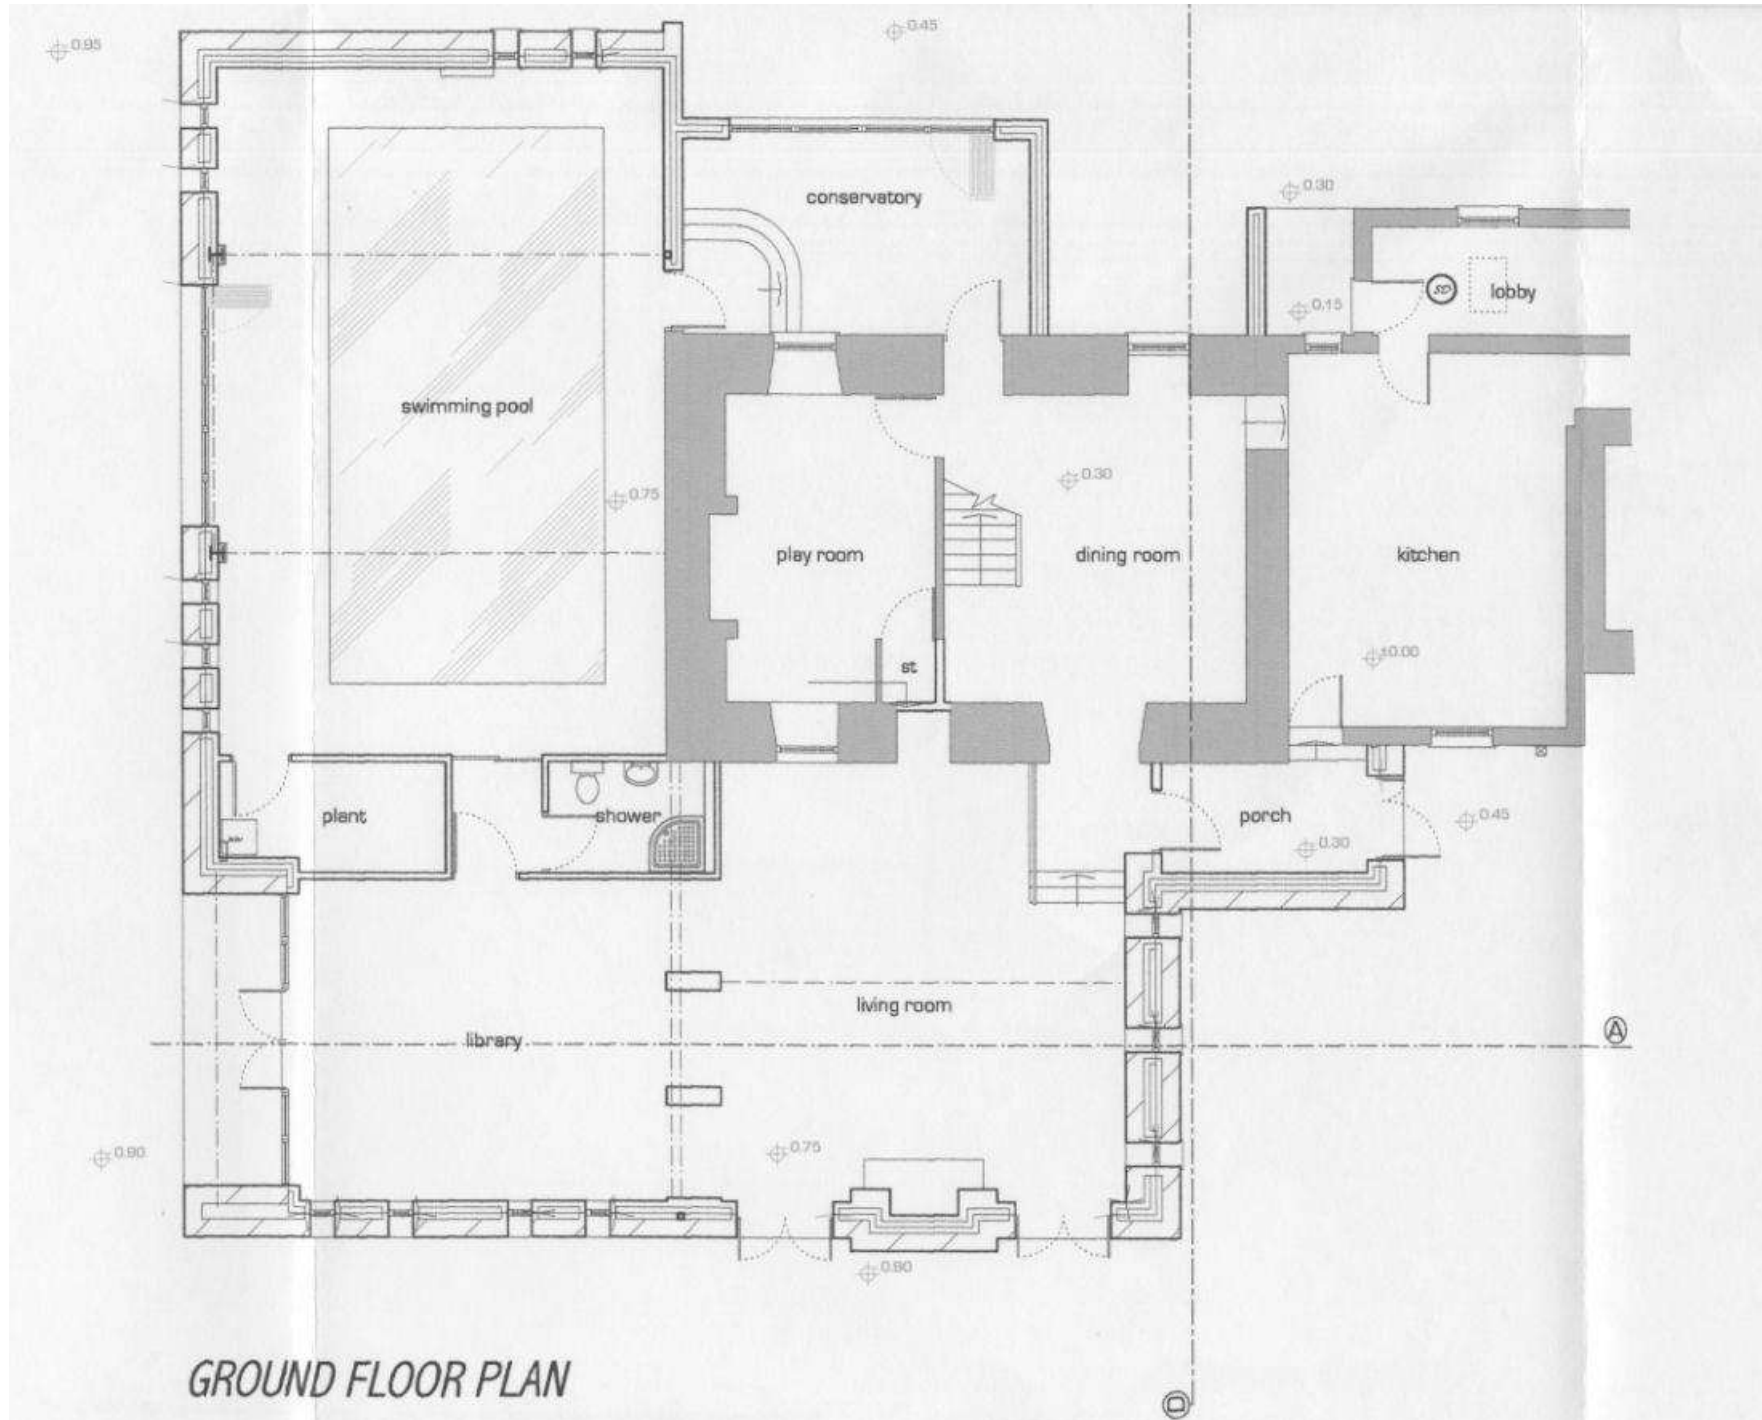 0.95
0.45
conservatory
0.30
SD
lobby
0.15
swimming pool
0.30
0.75
play room
dining room
kitchen
±0.00
st
plant
shower
porch
0.45
0.30
living room
A
library
0.75
0.90
0.90
GROUND FLOOR PLAN
D